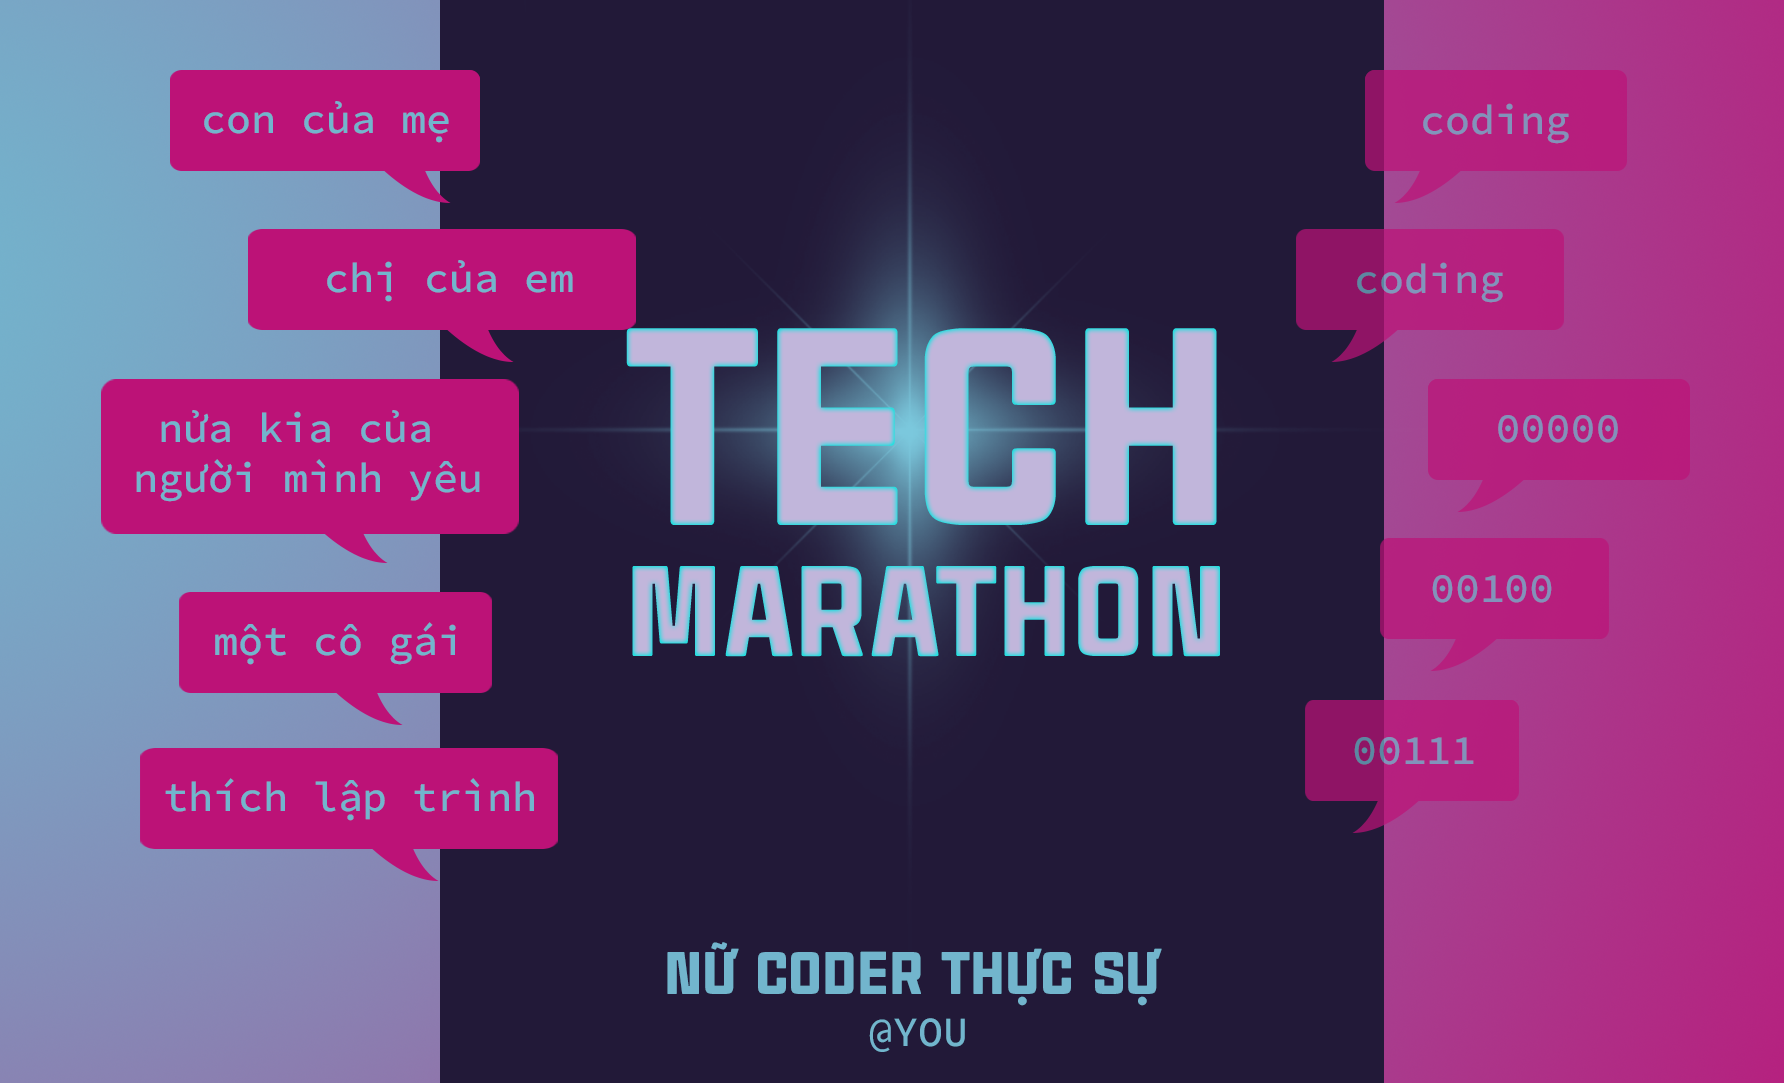 con của mẹ
chị của em
nửa kia của
người mình yêu
một cô gái
thích lập trình
TECH
MARATHON
NỮ CODER THỰC SỰ
@YOU
coding
coding
00000
00100
00111